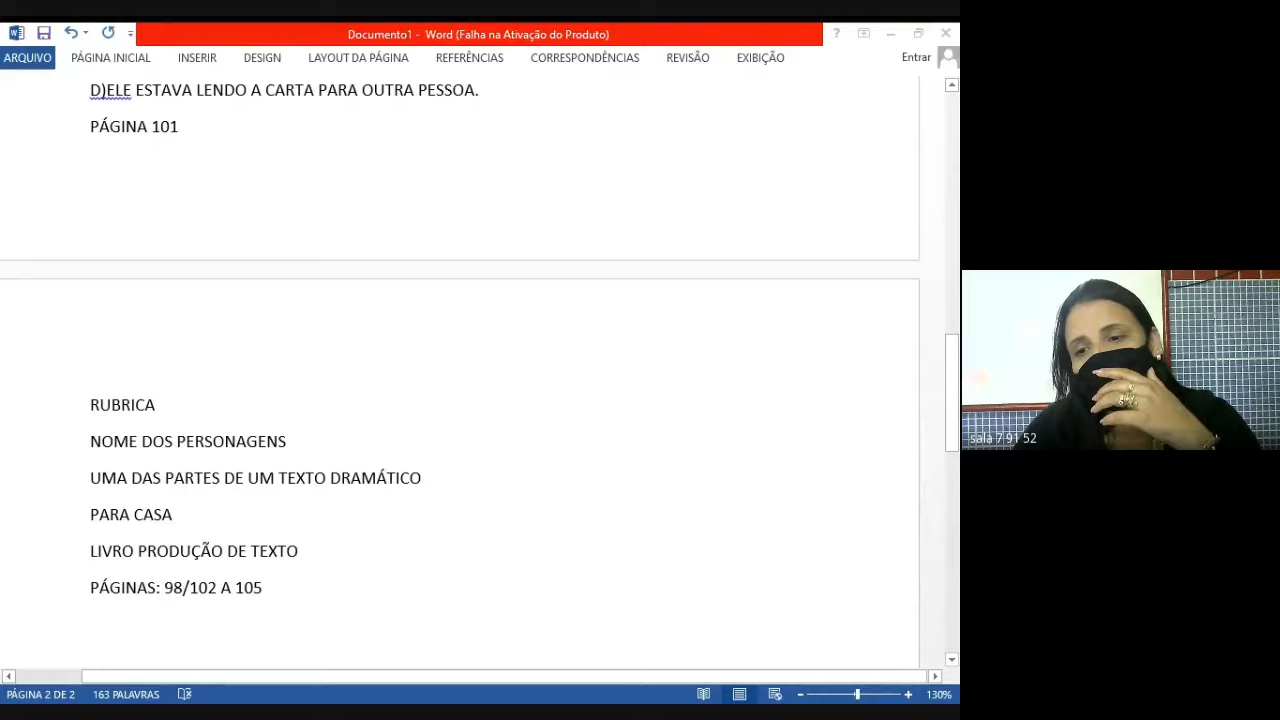 Documento1 - Word (Falha na Ativação do Produto)
ARQUIVO PÁGINA INICIAL INSERIR DESIGN LAYOUT DA PÁGINA REFERÊNCIAS CORRESPONDÊNCIAS REVISÃO EXIBIÇÃO Entrar
D)ELE ESTAVA LENDO A CARTA PARA OUTRA PESSOA.
PÁGINA 101
RUBRICA
NOME DOS PERSONAGENS
UMA DAS PARTES DE UM TEXTO DRAMÁTICO
PARA CASA
LIVRO PRODUÇÃO DE TEXTO
PÁGINAS: 98/102 A 105
sala 7 91 52
PÁGINA 2 DE 2 163 PALAVRAS 130%